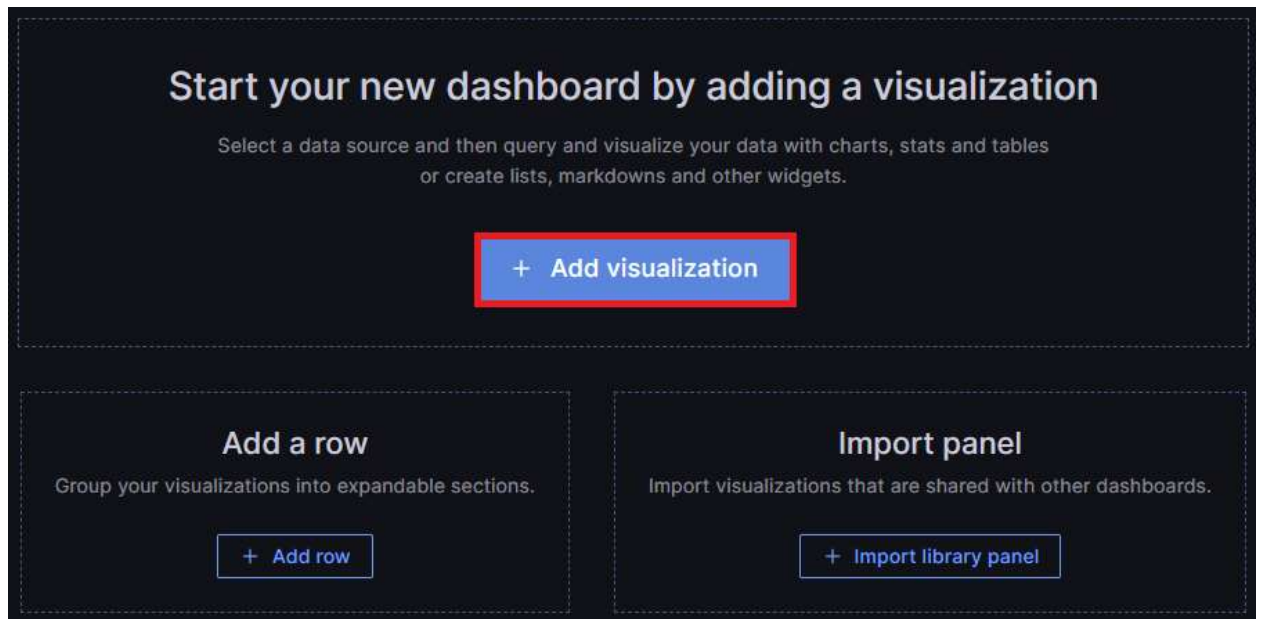 Start your new dashboard by adding a visualization
Select a data source and then query and visualize your data with charts, stats and tables
or create lists, markdowns and other widgets.
+ Add visualization
Add a row
Group your visualizations into expandable sections.
+ Add row
Import panel
Import visualizations that are shared with other dashboards.
+ Import library panel